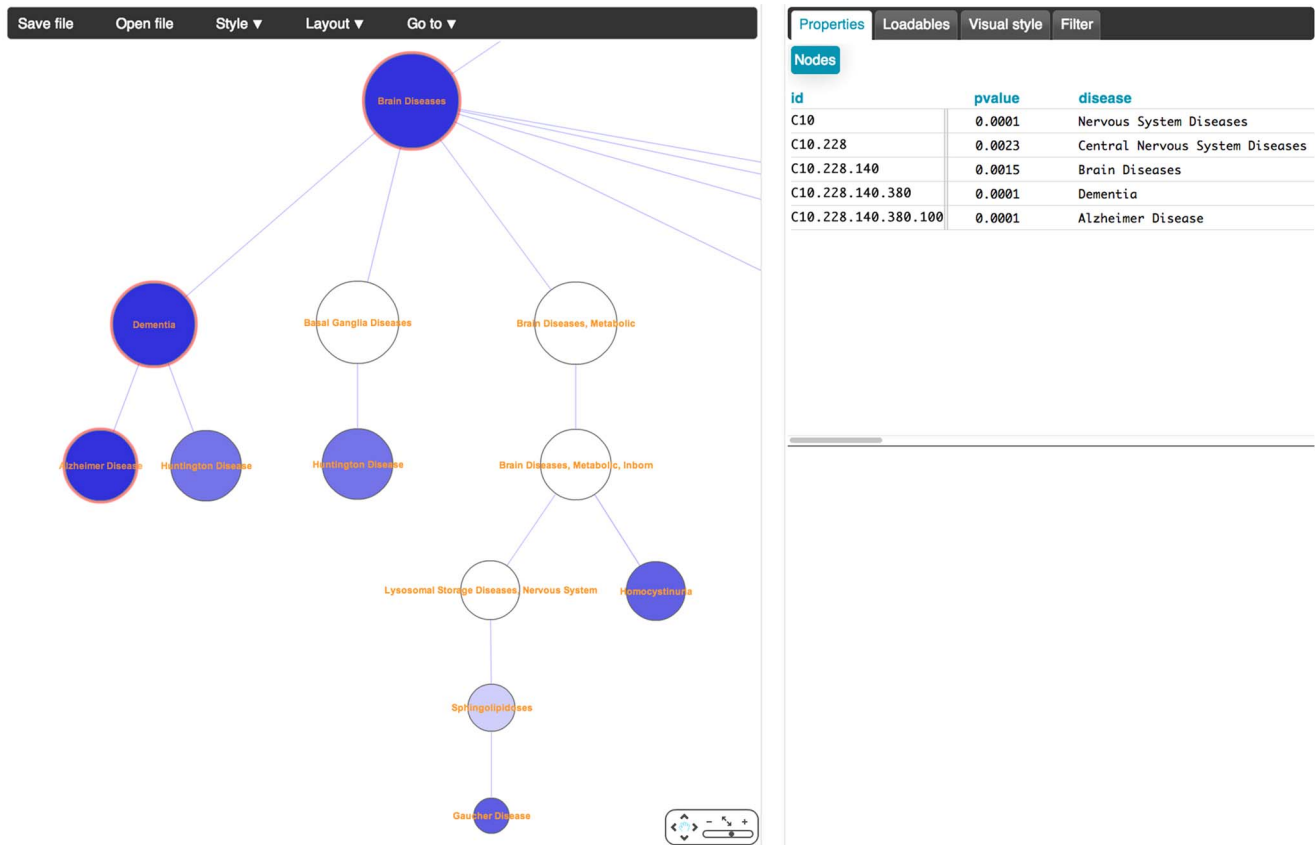 Save file Open file Style ▼ Layout ▼ Go to ▼
Brain Diseases
Dementia
Basal Ganglia Diseases
Brain Diseases, Metabolic
Alzheimer Disease
Huntington Disease
Huntington Disease
Brain Diseases, Metabolic, Inborn
Lysosomal Storage Diseases, Nervous System
Homocystinuria
Sphingolipidoses
Gaucher Disease
Properties Loadables Visual style Filter
Nodes
id pvalue disease
C10 0.0001 Nervous System Diseases
C10.228 0.0023 Central Nervous System Diseases
C10.228.140 0.0015 Brain Diseases
C10.228.140.380 0.0001 Dementia
C10.228.140.380.100 0.0001 Alzheimer Disease